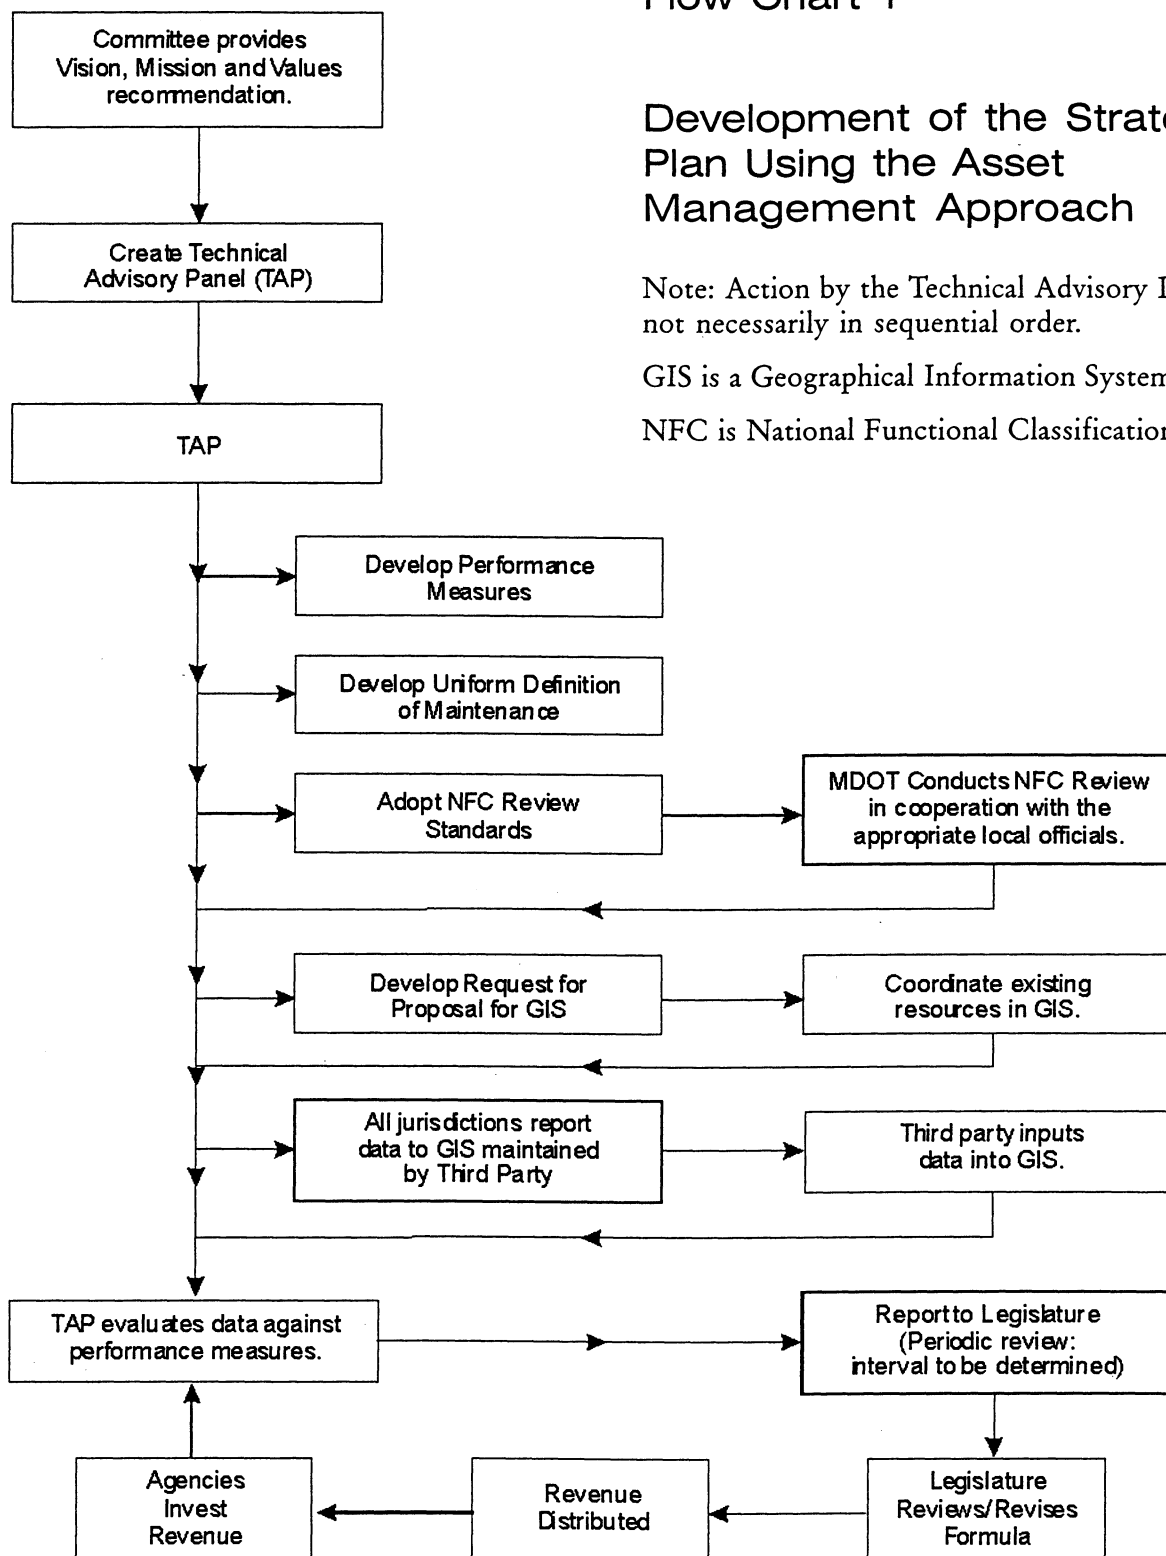 Flow Chart 1
Development of the Strate
Plan Using the Asset
Management Approach
Note: Action by the Technical Advisory
not necessarily in sequential order.
GIS is a Geographical Information System
NFC is National Functional Classification
Committee provides
Vision, Mission and Values
recommendation.
Create Technical
Advisory Panel (TAP)
TAP
Develop Performance
Measures
Develop Uniform Definition
of Maintenance
Adopt NFC Review
Standards
MDOT Conducts NFC Review
in cooperation with the
appropriate local officials.
Develop Request for
Proposal for GIS
Coordinate existing
resources in GIS.
All jurisdictions report
data to GIS maintained
by Third Party
Third party inputs
data into GIS.
TAP evaluates data against
performance measures.
Report to Legislature
(Periodic review:
interval to be determined)
Agencies
Invest
Revenue
Revenue
Distributed
Legislature
Reviews/Revises
Formula